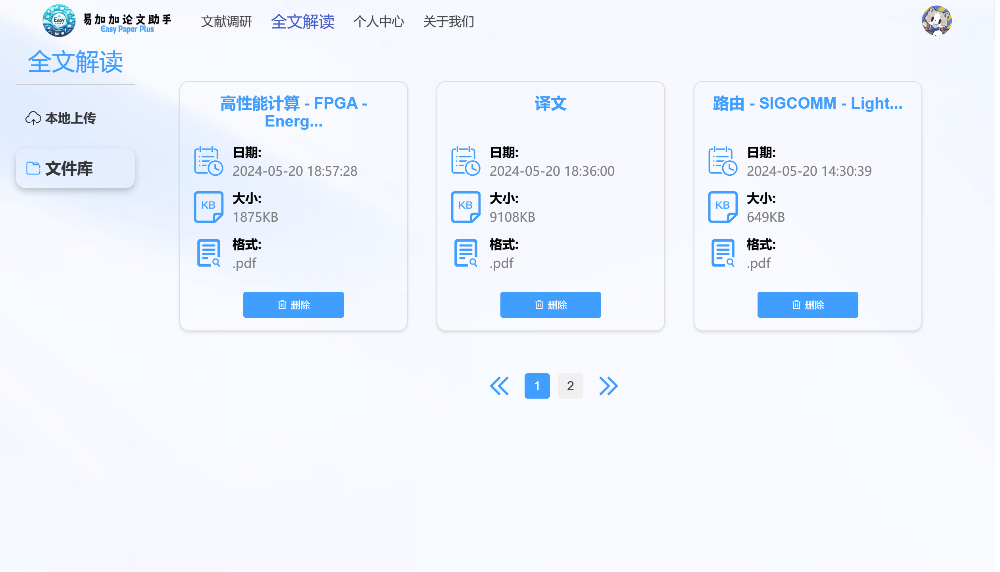 Easy
PAPER
PLUS
易加加论文助手
Easy Paper Plus
文献调研
全文解读
个人中心
关于我们
全文解读
本地上传
文件库
高性能计算 - FPGA -
Energ...
日期:
2024-05-20 18:57:28
KB
大小:
1875KB
格式:
.pdf
删除
译文
日期:
2024-05-20 18:36:00
KB
大小:
9108KB
格式:
.pdf
删除
路由 - SIGCOMM - Light...
日期:
2024-05-20 14:30:39
KB
大小:
649KB
格式:
.pdf
删除
1
2